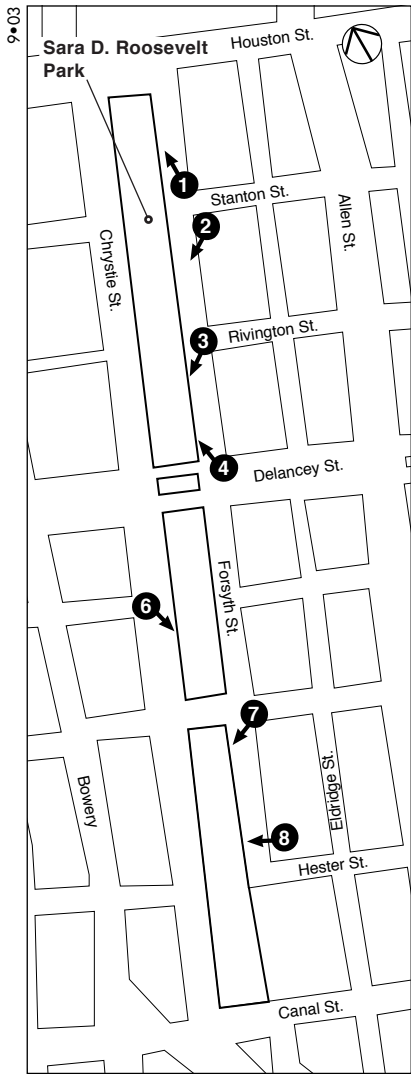 9•03
Houston St.
Sara D. Roosevelt
Park
1
Stanton St.
Allen St.
2
Chrystie St.
Rivington St.
3
4
Delancey St.
Forsyth St.
6
7
Bowery
Eldridge St.
8
Hester St.
Canal St.